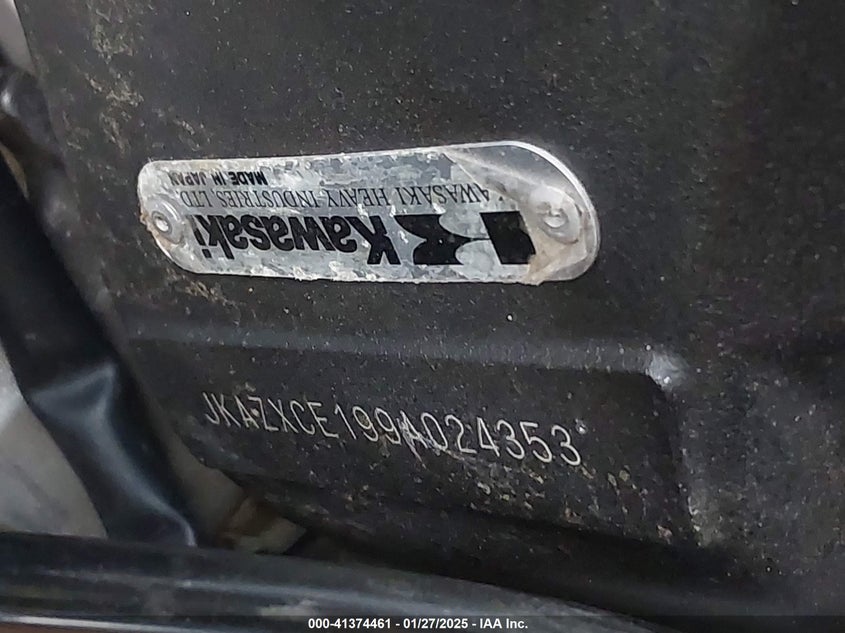 Kawasaki
KAWASAKI HEAVY INDUSTRIES, LTD.
MADE IN JAPAN
JKAZXCE199A024353
000-41374461 - 01/27/2025 - IAA Inc.